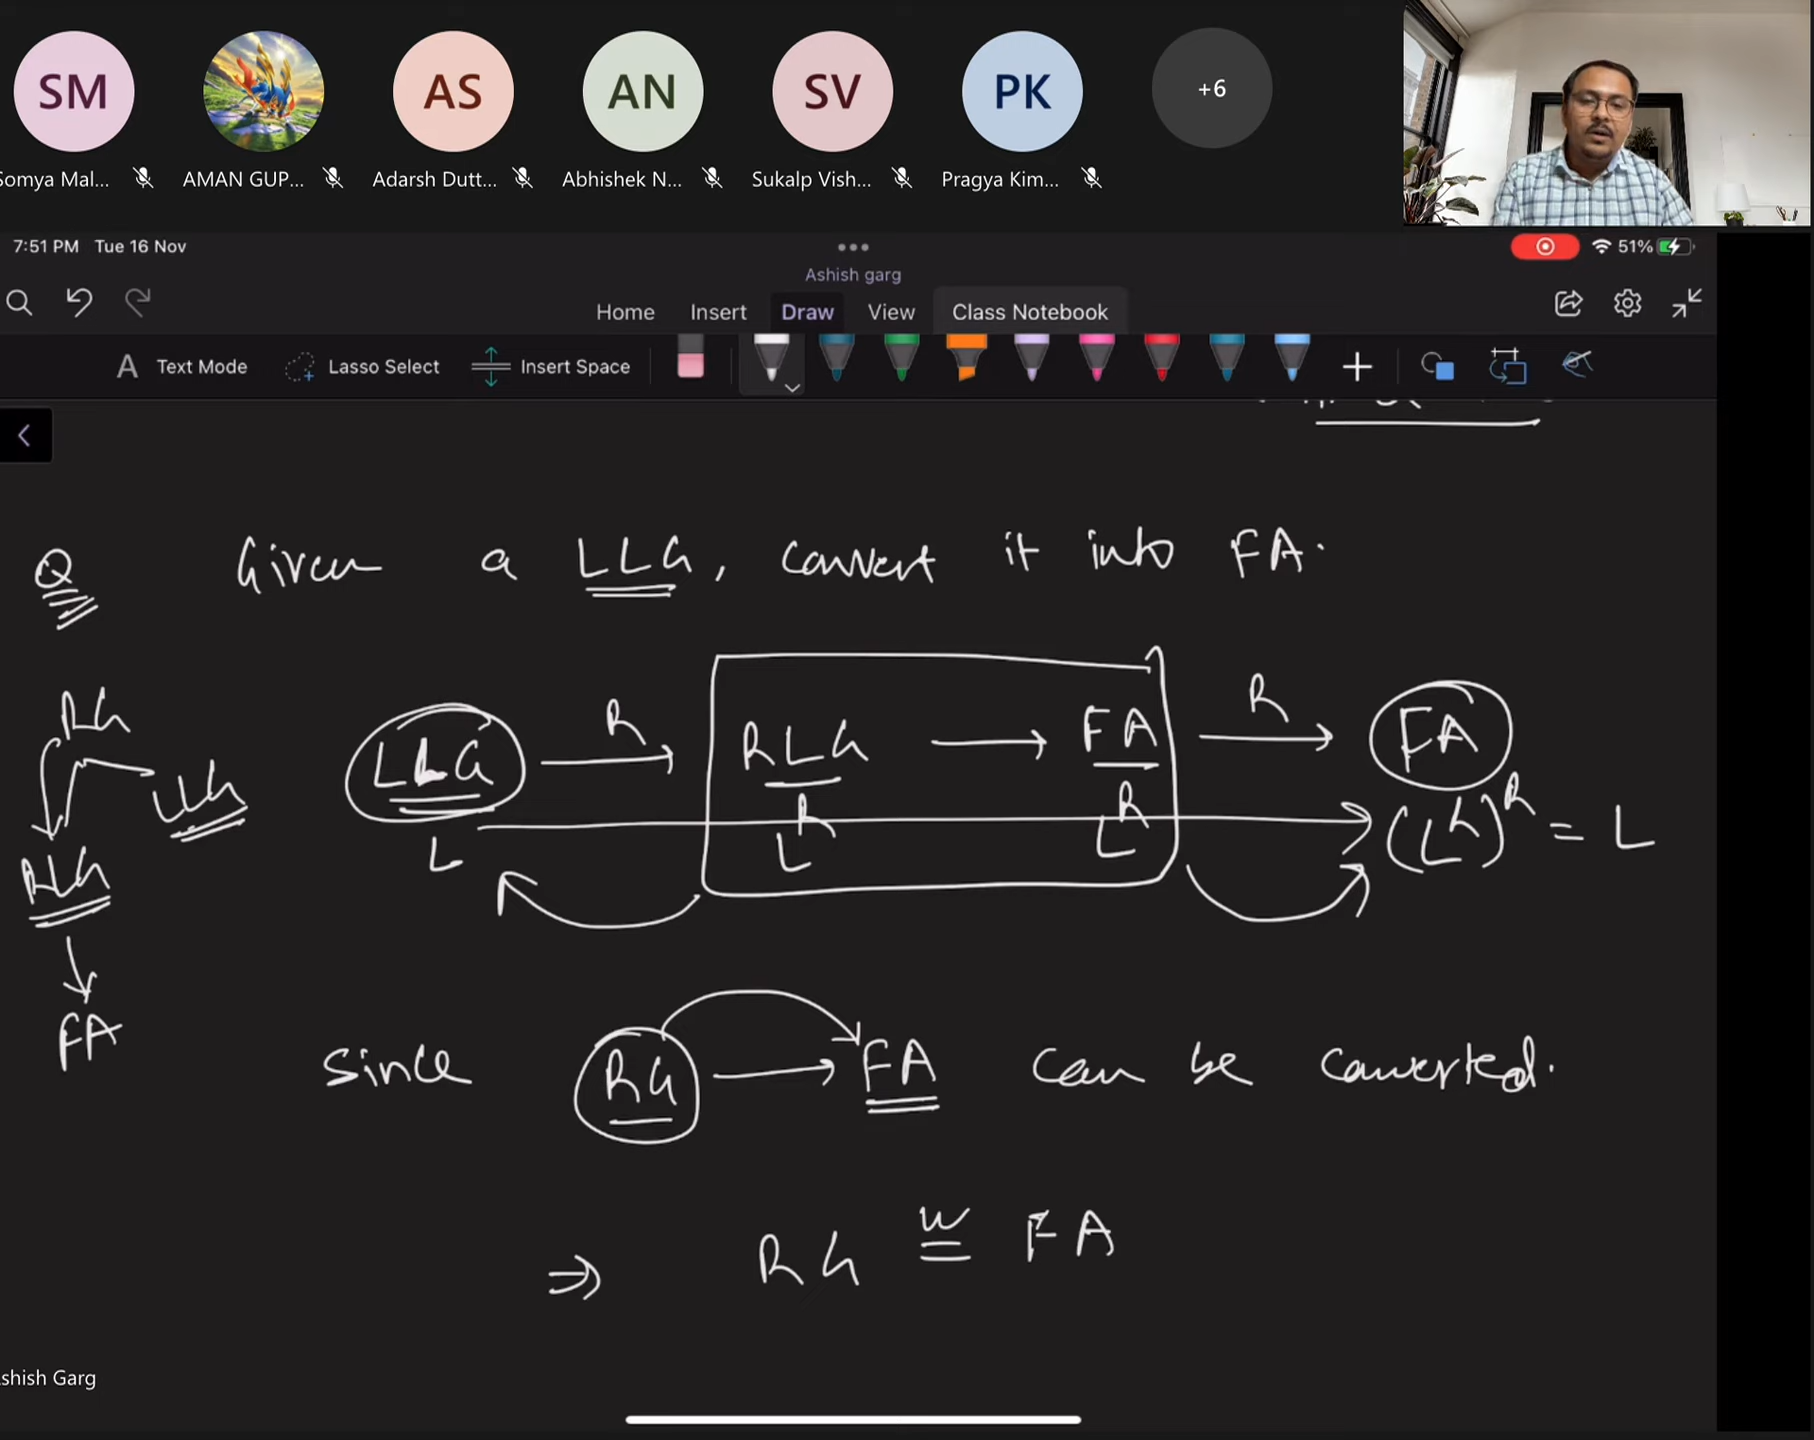 SM AS AN SV PK +6
Somya Mal... AMAN GUP... Adarsh Dutt... Abhishek N... Sukalp Vish... Pragya Kim...
7:51 PM Tue 16 Nov
51%
Ashish garg
Home Insert Draw View Class Notebook
A Text Mode Lasso Select Insert Space
Q Given a LLG, convert it into FA.
RG
LLG
RLG
FA
LLG R RLG → FA R FA
L L^R L^R (L^R)^R = L
Since RG → FA can be converted.
⇒ RG ≅ FA
shish Garg